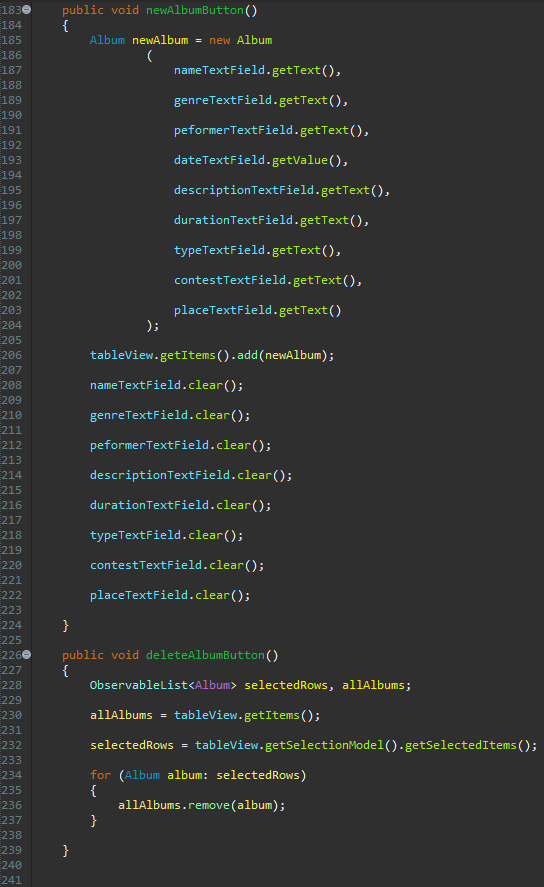 183 public void newAlbumButton()
184 {
185 Album newAlbum = new Album
186 (
187 nameTextField.getText(),
188
189 genreTextField.getText(),
190
191 peformerTextField.getText(),
192
193 dateTextField.getValue(),
194
195 descriptionTextField.getText(),
196
197 durationTextField.getText(),
198
199 typeTextField.getText(),
200
201 contestTextField.getText(),
202
203 placeTextField.getText()
204 );
205
206 tableView.getItems().add(newAlbum);
207
208 nameTextField.clear();
209
210 genreTextField.clear();
211
212 peformerTextField.clear();
213
214 descriptionTextField.clear();
215
216 durationTextField.clear();
217
218 typeTextField.clear();
219
220 contestTextField.clear();
221
222 placeTextField.clear();
223
224 }
225
226 public void deleteAlbumButton()
227 {
228 ObservableList<Album> selectedRows, allAlbums;
229
230 allAlbums = tableView.getItems();
231
232 selectedRows = tableView.getSelectionModel().getSelectedItems();
233
234 for (Album album: selectedRows)
235 {
236 allAlbums.remove(album);
237 }
238
239 }
240
241